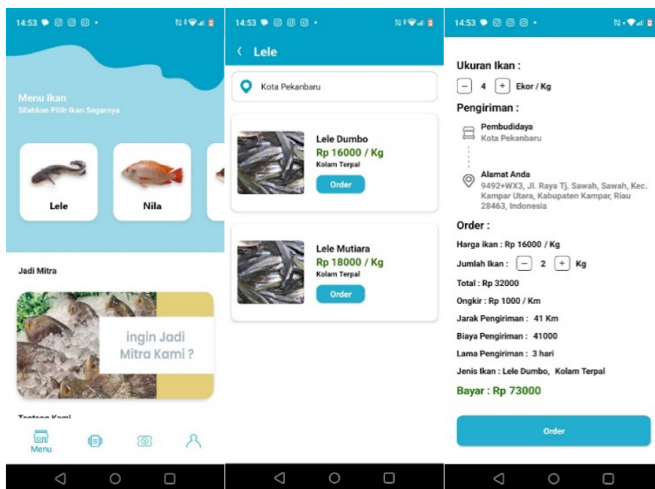 14:53
Menu Ikan
Silahkan Pilih Ikan Segarnya
Lele
Nila
Jadi Mitra
ingin Jadi
Mitra Kami ?
Tentang Kami
Menu
14:53
Lele
Kota Pekanbaru
Lele Dumbo
Rp 16000 / Kg
Kolam Terpal
Order
Lele Mutiara
Rp 18000 / Kg
Kolam Terpal
Order
14:53
Ukuran Ikan :
− 4 + Ekor / Kg
Pengiriman :
Pembudidaya
Kota Pekanbaru
Alamat Anda
9492+WX3, Jl. Raya Tj. Sawah, Sawah, Kec.
Kampar Utara, Kabupaten Kampar, Riau
28463, Indonesia
Order :
Harga ikan : Rp 16000 / Kg
Jumlah Ikan : − 2 + Kg
Total : Rp 32000
Ongkir : Rp 1000 / Km
Jarak Pengiriman : 41 Km
Biaya Pengiriman : 41000
Lama Pengiriman : 3 hari
Jenis Ikan : Lele Dumbo, Kolam Terpal
Bayar : Rp 73000
Order